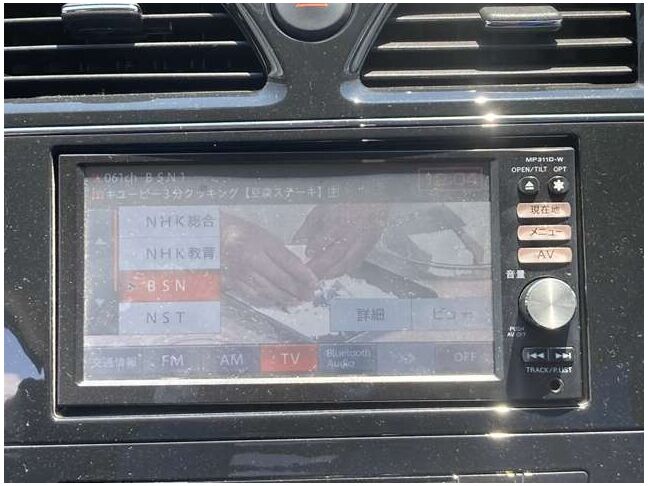 MP311D-W
OPEN/TILT OPT
061ch BSN1
キユーピー3分クッキング【豆腐ステーキ】
NHK総合
NHK教育
BSN
NST
詳細
交通情報 FM AM TV Bluetooth Audio OFF
現在地
メニュー
AV
音量
PUSH
AV OFF
TRACK/P.LIST